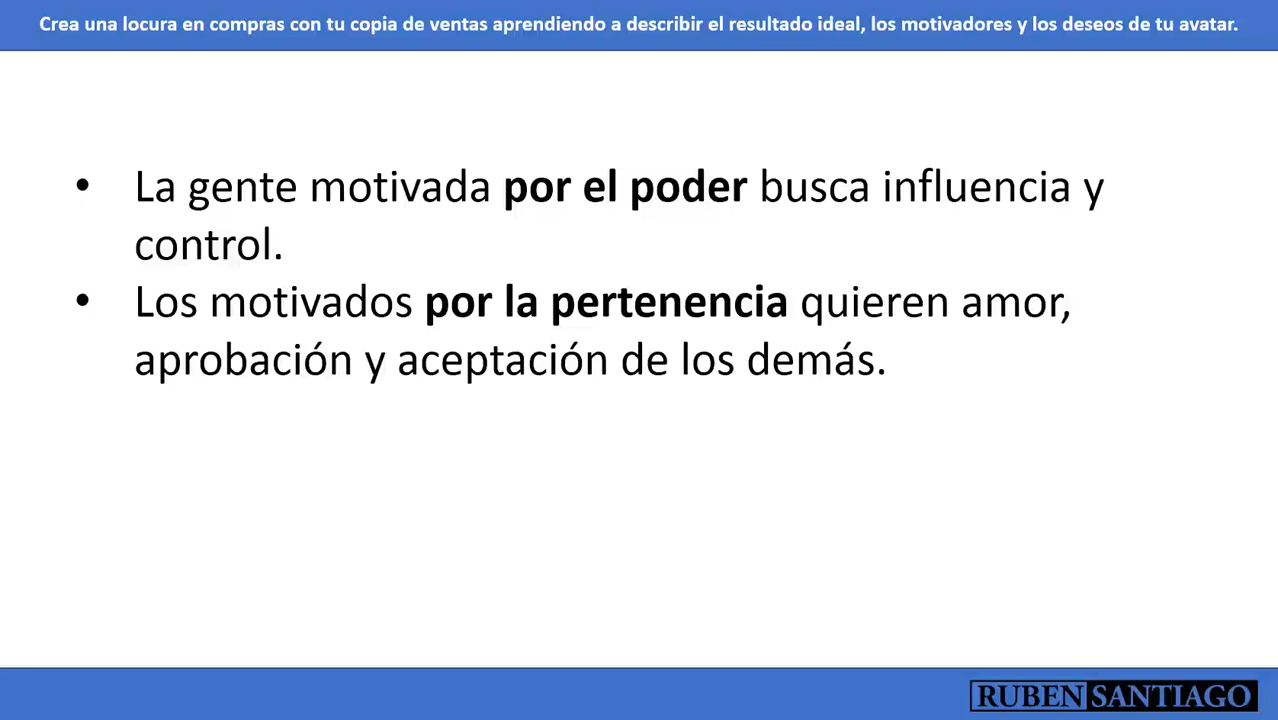 Crea una locura en compras con tu copia de ventas aprendiendo a describir el resultado ideal, los motivadores y los deseos de tu avatar.
• La gente motivada por el poder busca influencia y
control.
• Los motivados por la pertenencia quieren amor,
aprobación y aceptación de los demás.
RUBEN SANTIAGO